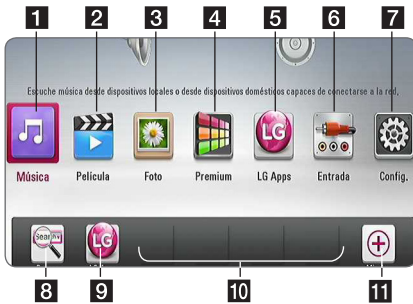 1 2 3 4 5 6 7
Escuche música desde dispositivos locales o desde dispositivos domésticos capaces de conectarse a la red,
LG
Música Película Foto Premium LG Apps Entrada Config.
Search
LG
8 9 10 11